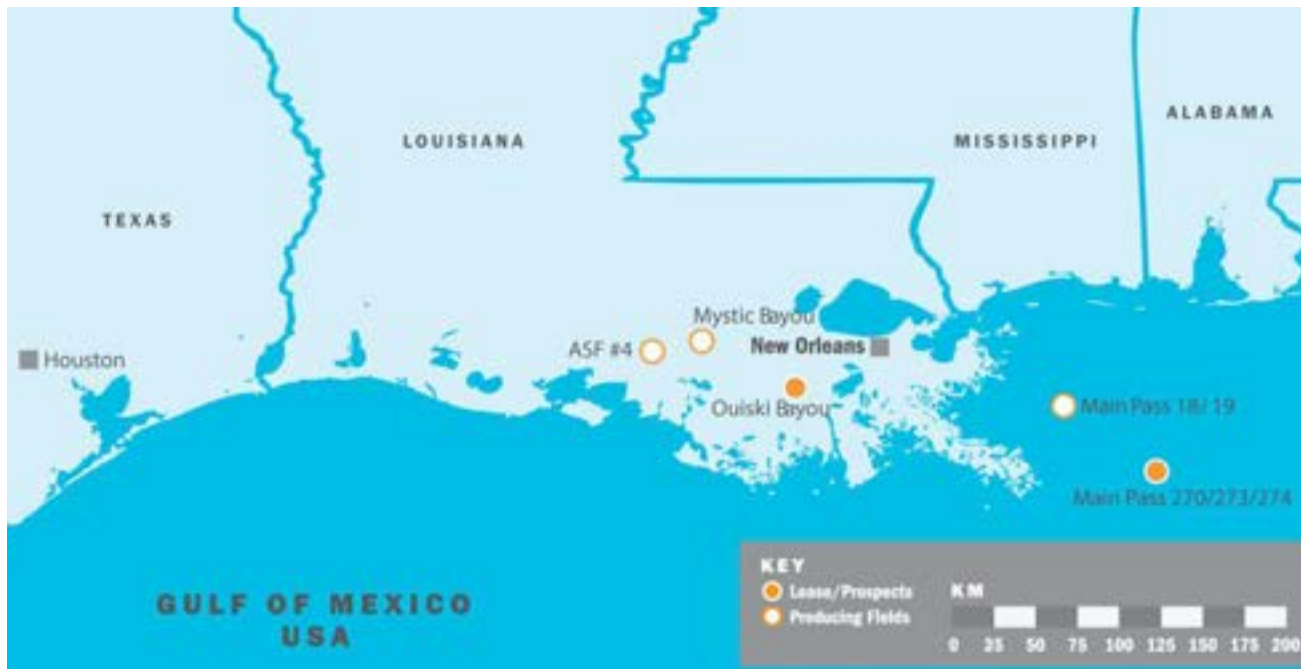 ALABAMA
LOUISIANA
MISSISSIPPI
TEXAS
Mystic Bayou
New Orleans
ASF #4
Houston
Ouiski Bayou
Main Pass 18/19
Main Pass 270/273/274
GULF OF MEXICO
USA
KEY
Lease/Prospects
Producing Fields
KM
0 25 50 75 100 125 150 175 200